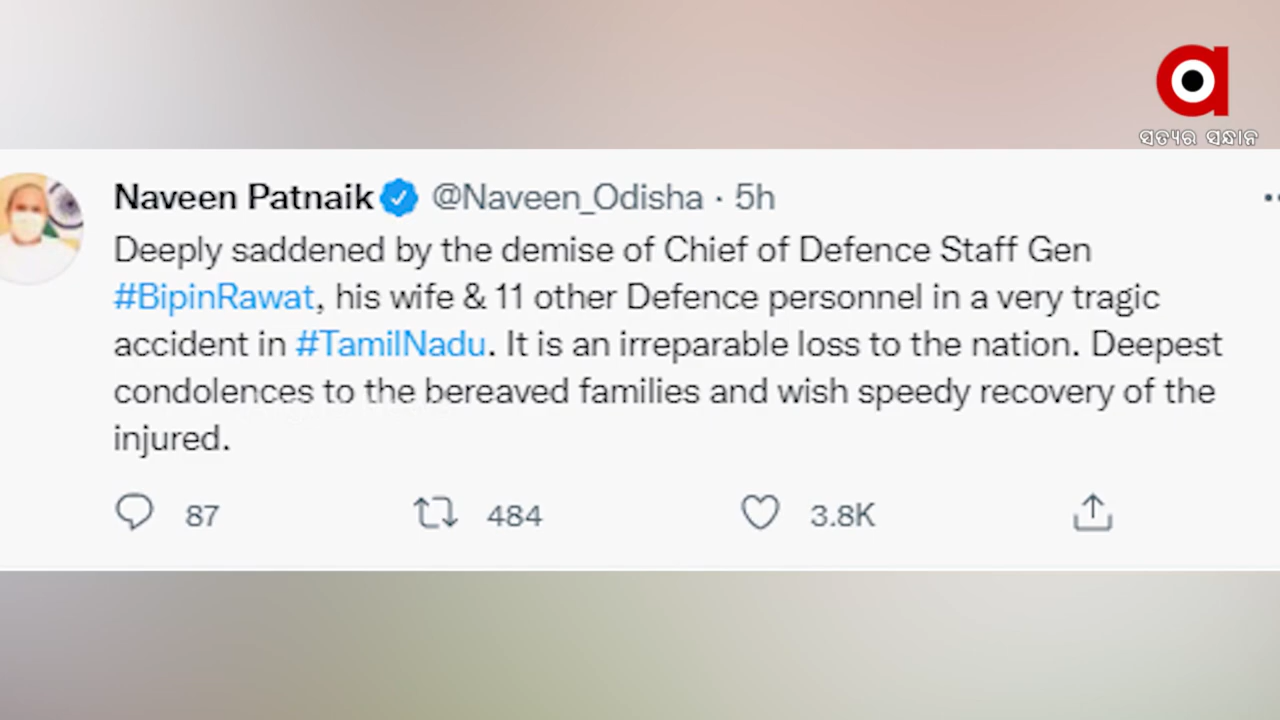 ସତ୍ୟର ସନ୍ଧାନ
Naveen Patnaik @Naveen_Odisha · 5h
Deeply saddened by the demise of Chief of Defence Staff Gen
#BipinRawat, his wife & 11 other Defence personnel in a very tragic
accident in #TamilNadu. It is an irreparable loss to the nation. Deepest
condolences to the bereaved families and wish speedy recovery of the
injured.
87 484 3.8K